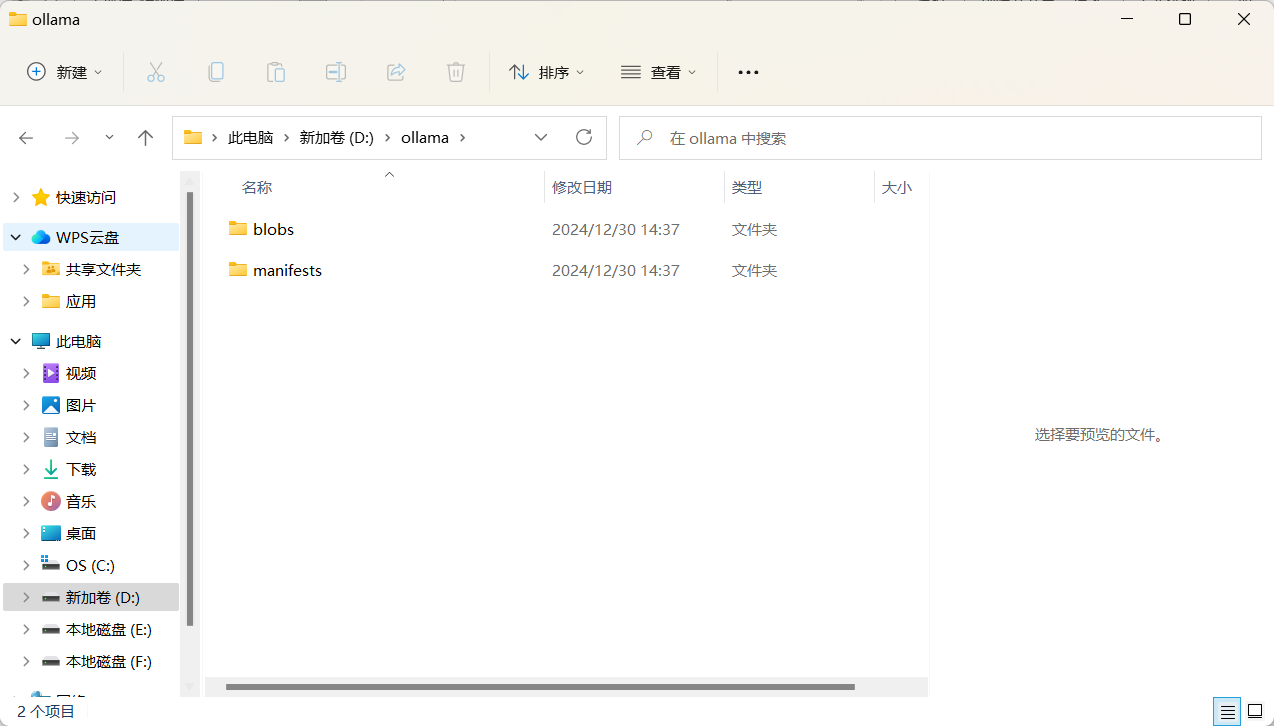 ollama
新建
排序
查看
此电脑
新加卷 (D:)
ollama
在 ollama 中搜索
名称
修改日期
类型
大小
快速访问
WPS云盘
共享文件夹
应用
此电脑
视频
图片
文档
下载
音乐
桌面
OS (C:)
新加卷 (D:)
本地磁盘 (E:)
本地磁盘 (F:)
blobs
2024/12/30 14:37
文件夹
manifests
2024/12/30 14:37
文件夹
选择要预览的文件。
2 个项目